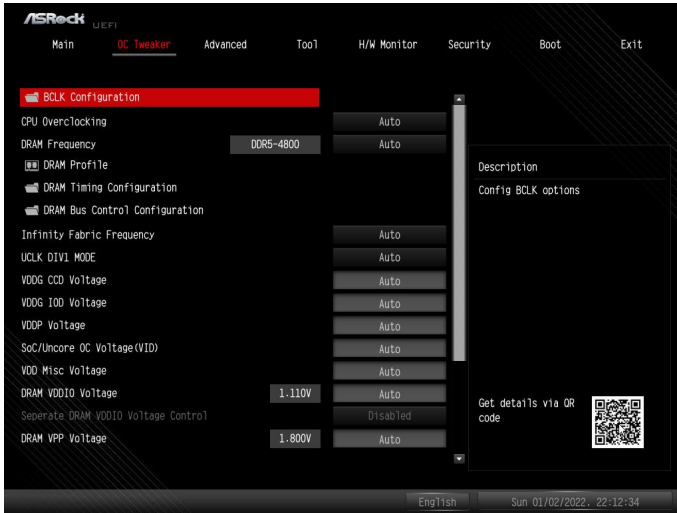 ASRock UEFI
Main OC Tweaker Advanced Tool H/W Monitor Security Boot Exit
BCLK Configuration
CPU Overclocking Auto
DRAM Frequency DDR5-4800 Auto
DRAM Profile
DRAM Timing Configuration
DRAM Bus Control Configuration
Infinity Fabric Frequency Auto
UCLK DIV1 MODE Auto
VDDG CCD Voltage Auto
VDDG IOD Voltage Auto
VDDP Voltage Auto
SoC/Uncore OC Voltage(VID) Auto
VDD Misc Voltage Auto
DRAM VDDIO Voltage 1.110V Auto
Seperate DRAM VDDIO Voltage Control Disabled
DRAM VPP Voltage 1.800V Auto
Description
Config BCLK options
Get details via QR
code
English Sun 01/02/2022. 22:12:34